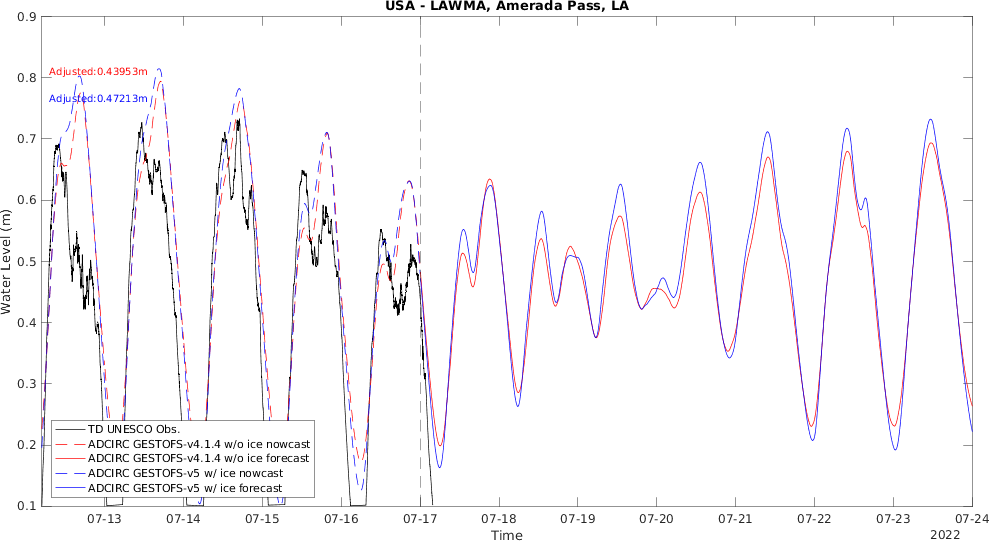 USA - LAWMA, Amerada Pass, LA
0.9
0.8
0.7
0.6
0.5
0.4
0.3
0.2
0.1
Water Level (m)
Adjusted:0.43953m
Adjusted:0.47213m
TD UNESCO Obs.
ADCIRC GESTOFS-v4.1.4 w/o ice nowcast
ADCIRC GESTOFS-v4.1.4 w/o ice forecast
ADCIRC GESTOFS-v5 w/ ice nowcast
ADCIRC GESTOFS-v5 w/ ice forecast
07-13 07-14 07-15 07-16 07-17 07-18 07-19 07-20 07-21 07-22 07-23 07-24
Time
2022